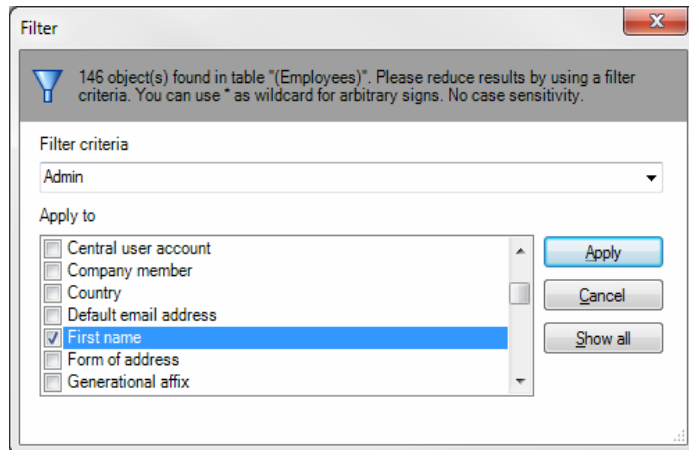 Filter
146 object(s) found in table "(Employees)". Please reduce results by using a filter
criteria. You can use * as wildcard for arbitrary signs. No case sensitivity.
Filter criteria
Admin
Apply to
Central user account
Company member
Country
Default email address
First name
Form of address
Generational affix
Apply
Cancel
Show all